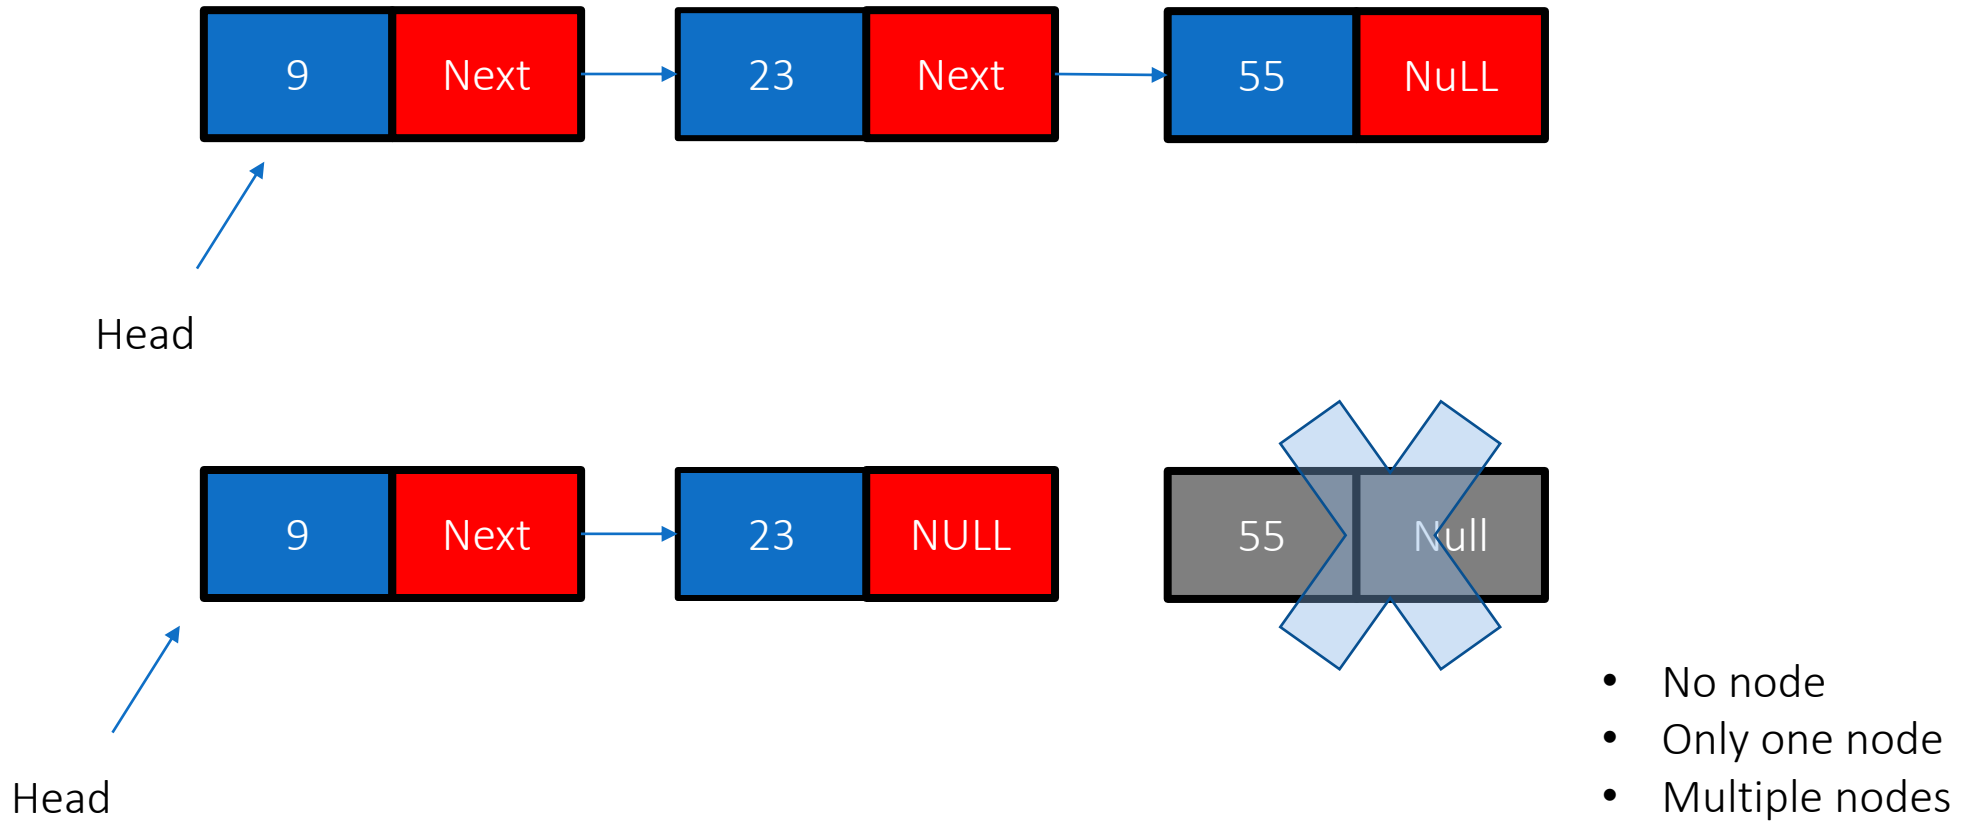 9 Next 23 Next 55 NuLL
Head
9 Next 23 NULL 55 Null
Head
• No node
• Only one node
• Multiple nodes